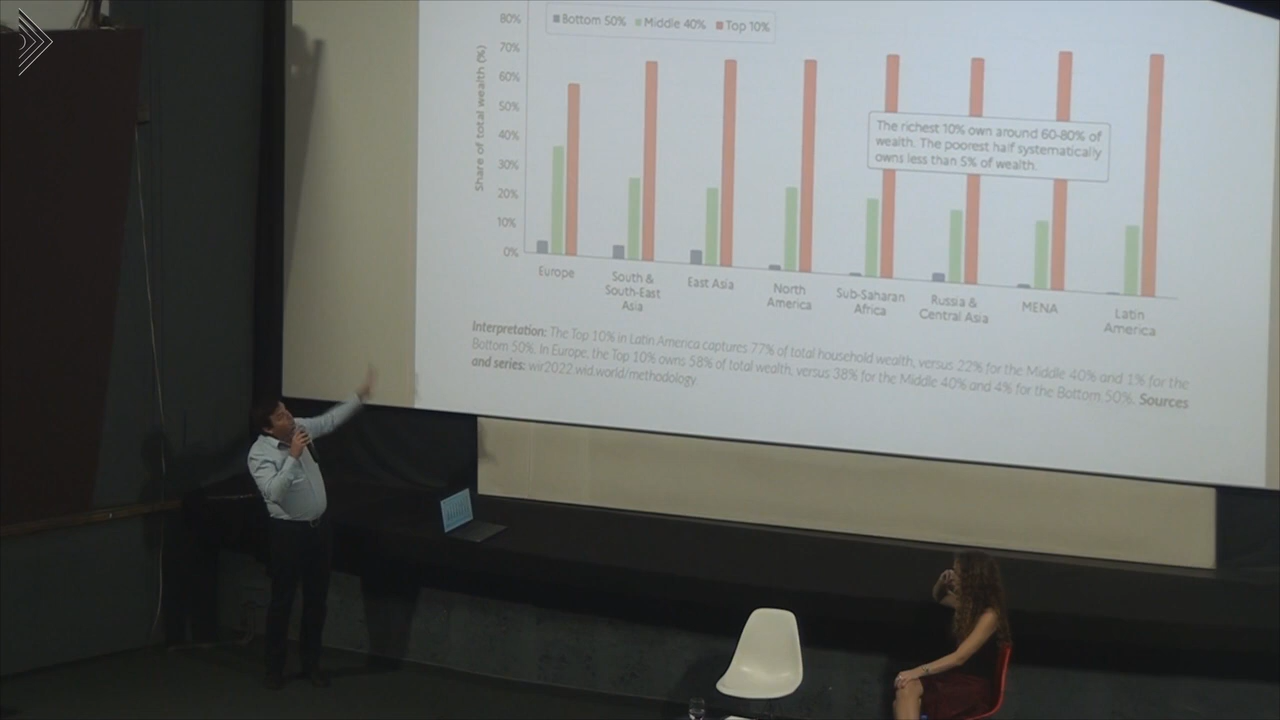 80%
70%
60%
50%
40%
30%
20%
10%
0%
Share of total wealth (%)
Bottom 50% Middle 40% Top 10%
The richest 10% own around 60-80% of
wealth. The poorest half systematically
owns less than 5% of wealth.
Europe
South &
South-East
Asia
East Asia
North
America
Sub-Saharan
Africa
Russia &
Central Asia
MENA
Latin
America
Interpretation: The Top 10% in Latin America captures 77% of total household wealth, versus 22% for the Middle 40% and 1% for the
Bottom 50%. In Europe, the Top 10% owns 58% of total wealth, versus 38% for the Middle 40% and 4% for the Bottom 50%. Sources
and series: wir2022.wid.world/methodology.